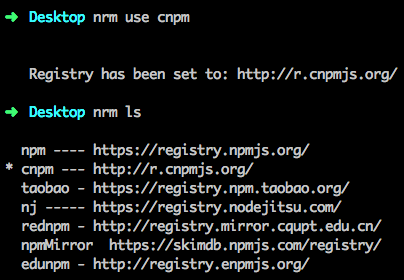 ➜ Desktop nrm use cnpm
Registry has been set to: http://r.cnpmjs.org/
➜ Desktop nrm ls
npm ---- https://registry.npmjs.org/
* cnpm --- http://r.cnpmjs.org/
taobao - https://registry.npm.taobao.org/
nj ----- https://registry.nodejitsu.com/
rednpm - http://registry.mirror.cqupt.edu.cn/
npmMirror  https://skimdb.npmjs.com/registry/
edunpm - http://registry.enpmjs.org/